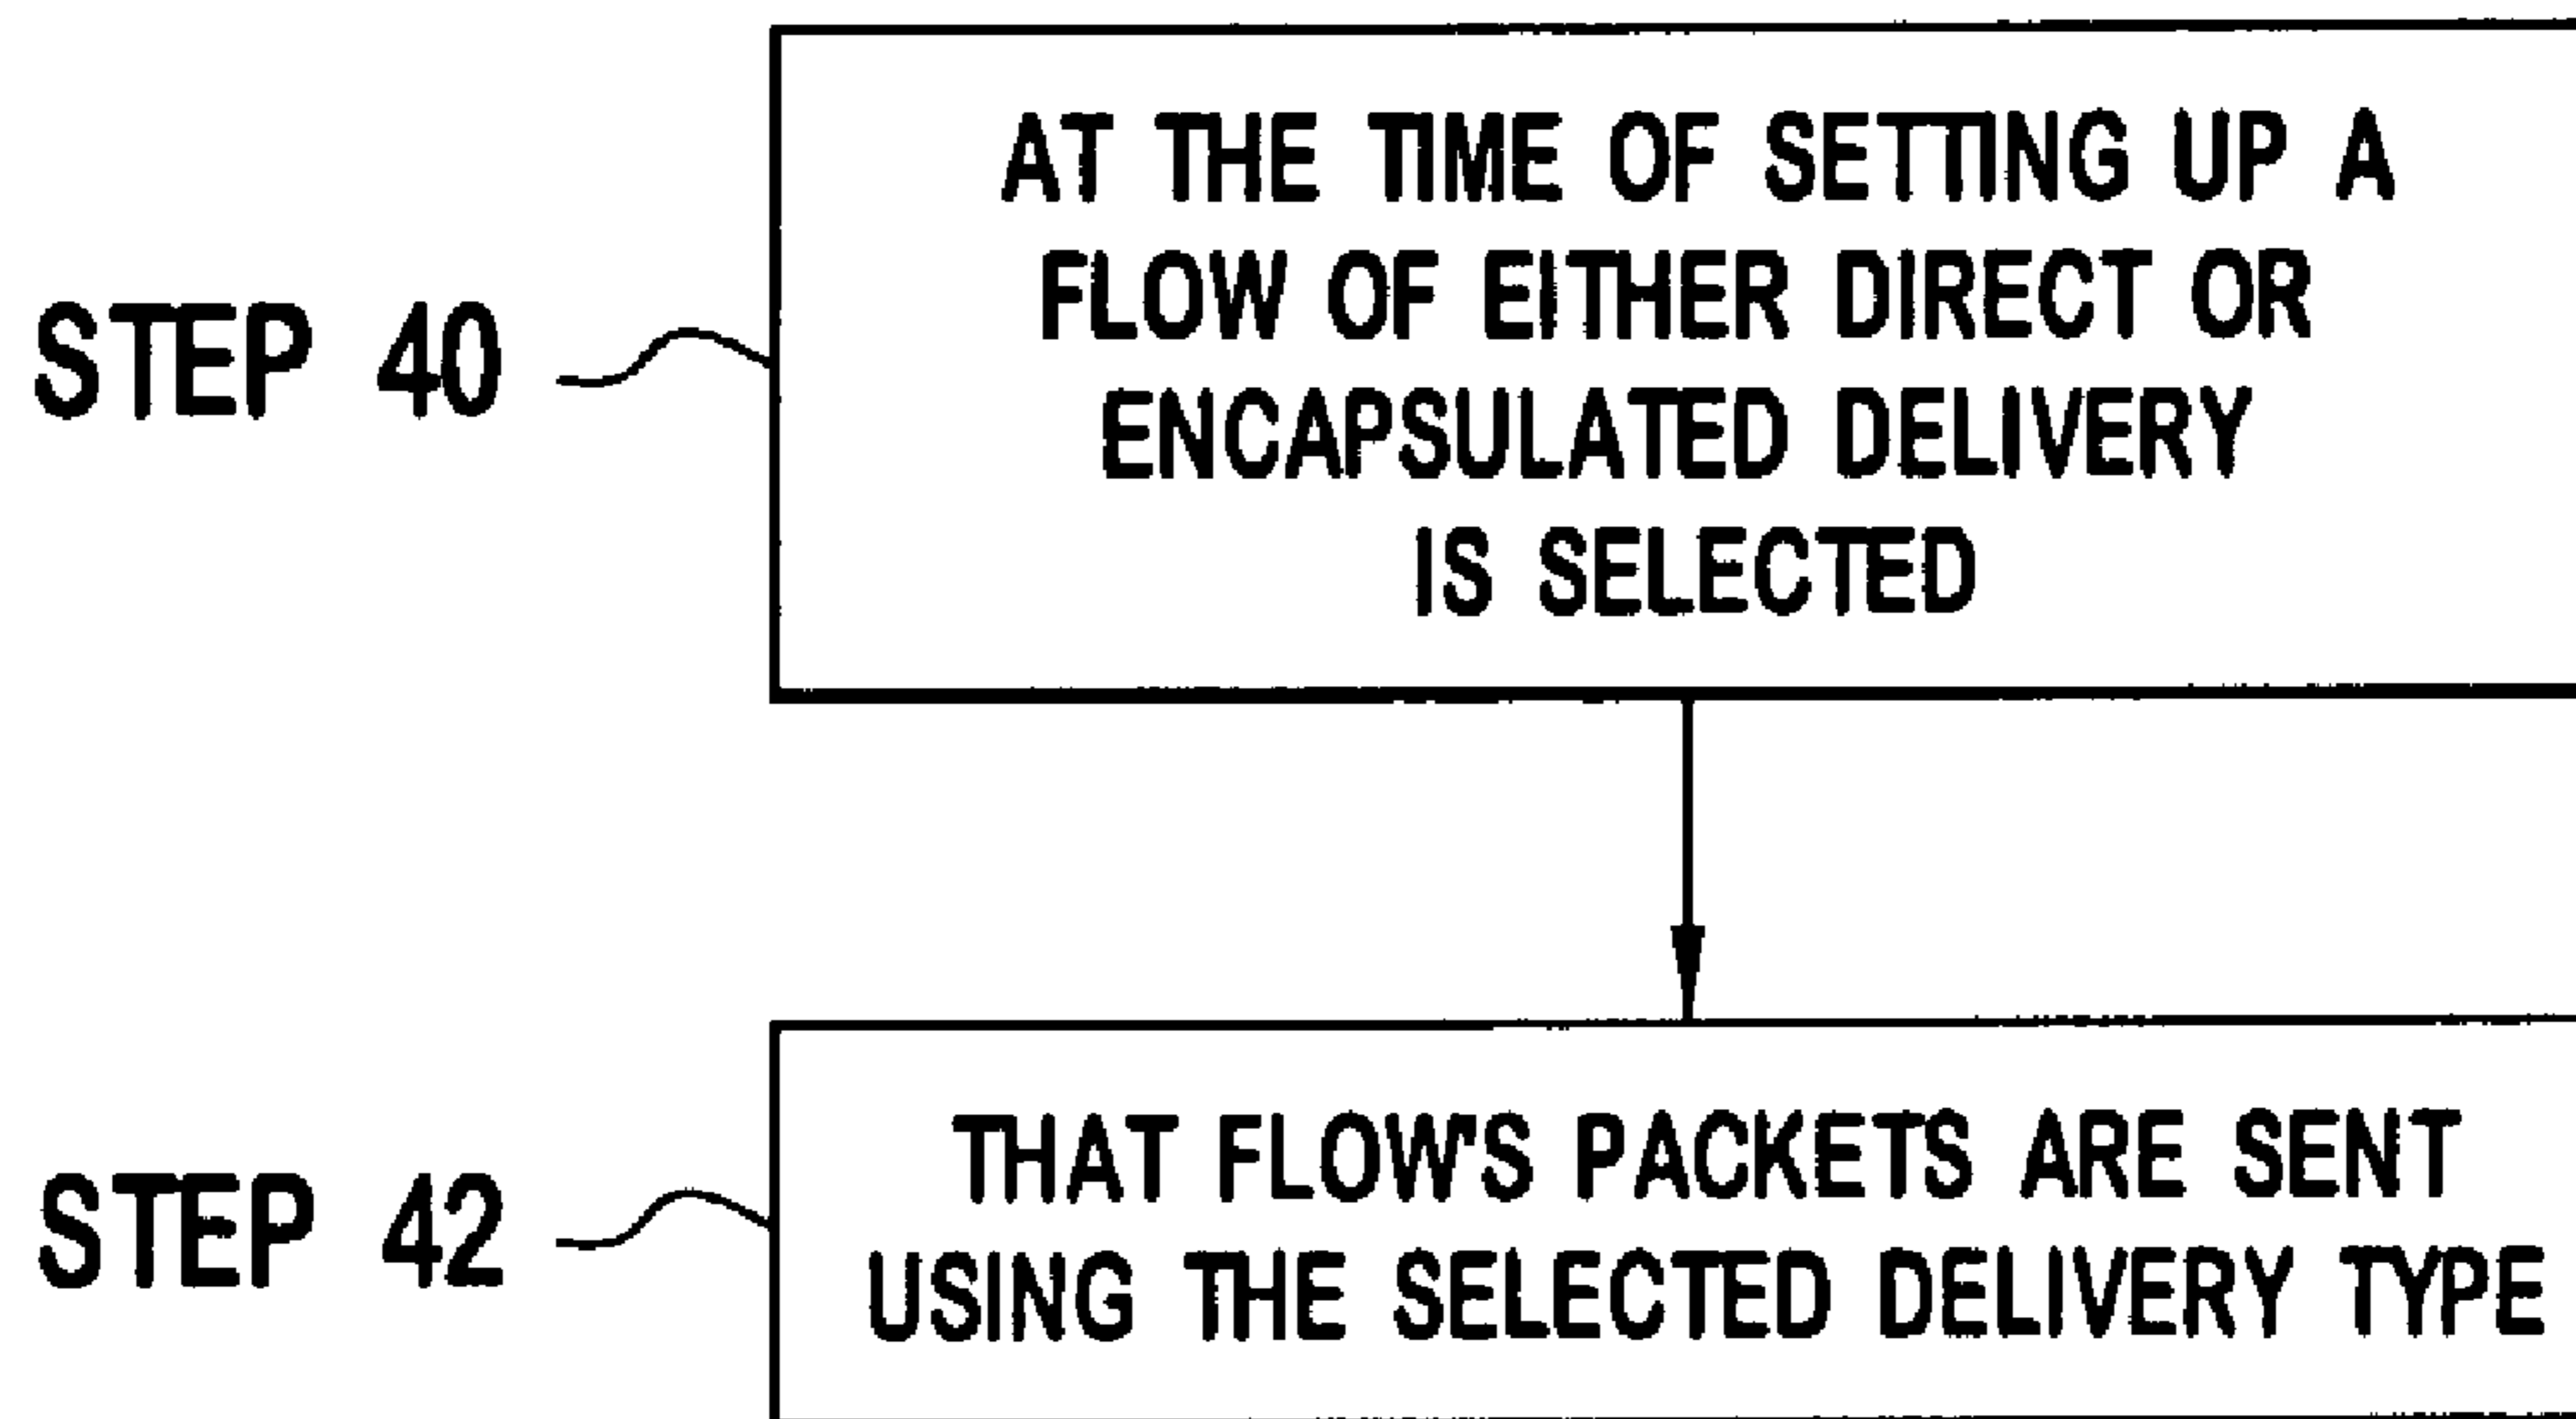 AT THE TIME OF SETTING UP A
FLOW OF EITHER DIRECT OR
STEP 40
ENCAPSULATED DELIVERY
IS SELECTED
THAT FLOW'S PACKETS ARE SENT
STEP 42
USING THE SELECTED DELIVERY TYPE